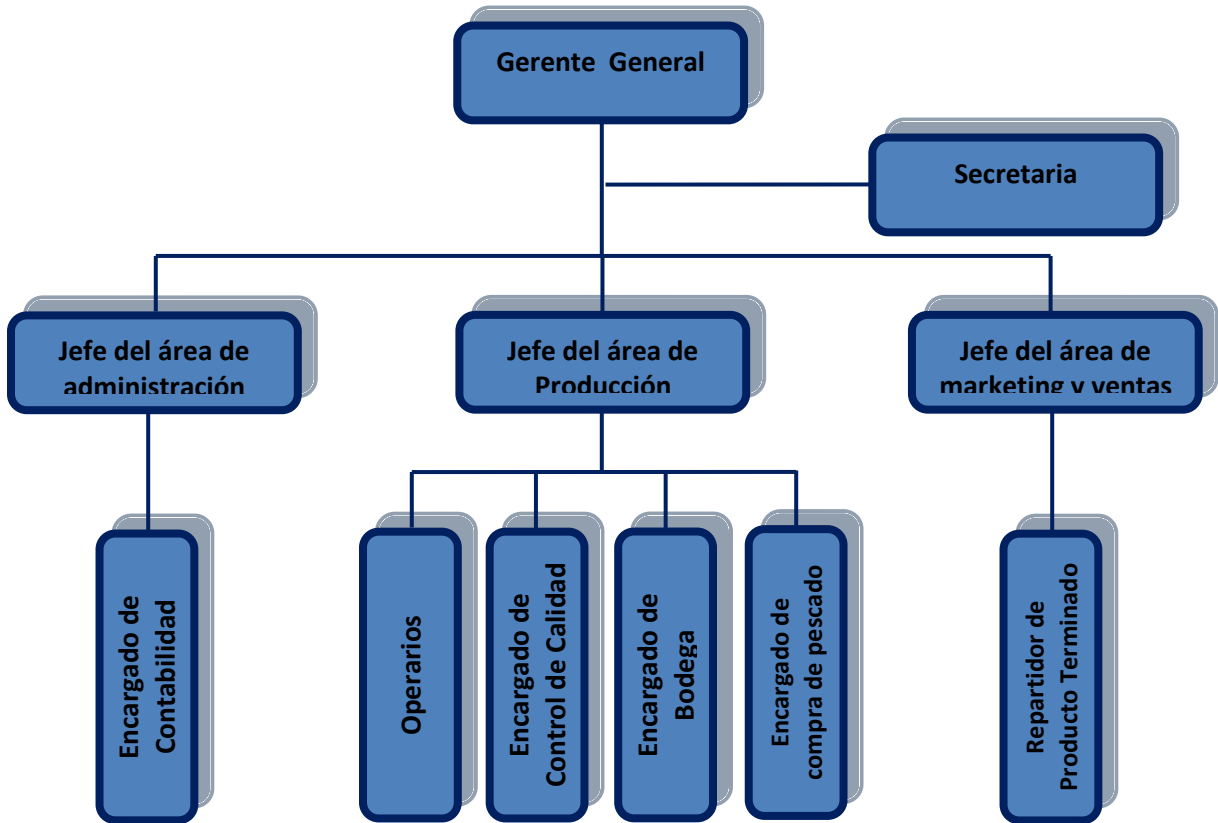 Gerente General
Secretaria
Jefe del área de
administración
Jefe del área de
Producción
Jefe del área de
marketing y ventas
Encargado de
Contabilidad
Operarios
Encargado de
Control de Calidad
Encargado de
Bodega
Encargado de
compra de pescado
Repartidor de
Producto Terminado